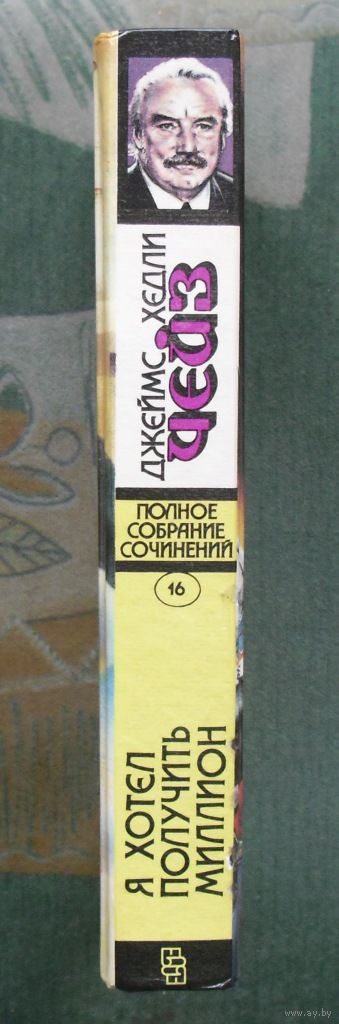 ДЖЕЙМС ХЕДЛИ
ЧЕЙЗ
ПОЛНОЕ
СОБРАНИЕ
СОЧИНЕНИЙ
16
Я ХОТЕЛ
ПОЛУЧИТЬ
МИЛЛИОН
www.ay.by